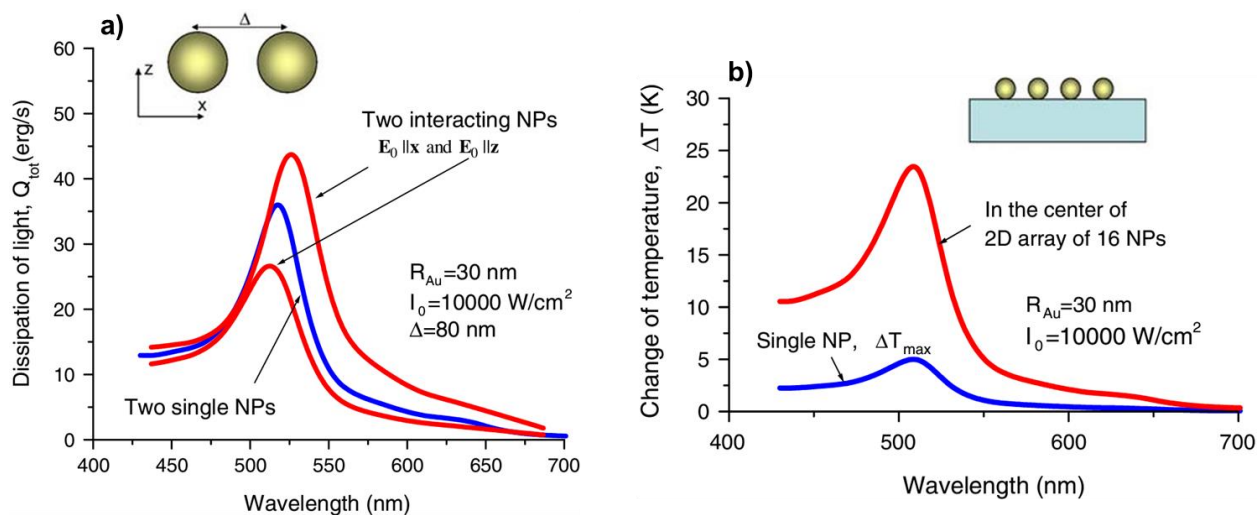 a)
Δ
z
x
Dissipation of light, Q_tot(erg/s)
60
50
40
30
20
10
0
Two interacting NPs
E₀ ||x and E₀ ||z
R_Au=30 nm
I₀=10000 W/cm²
Δ=80 nm
Two single NPs
400 450 500 550 600 650 700
Wavelength (nm)
b)
Change of temperature, ΔT (K)
30
25
20
15
10
5
0
In the center of
2D array of 16 NPs
R_Au=30 nm
I₀=10000 W/cm²
Single NP, ΔT_max
400 500 600 700
Wavelength (nm)